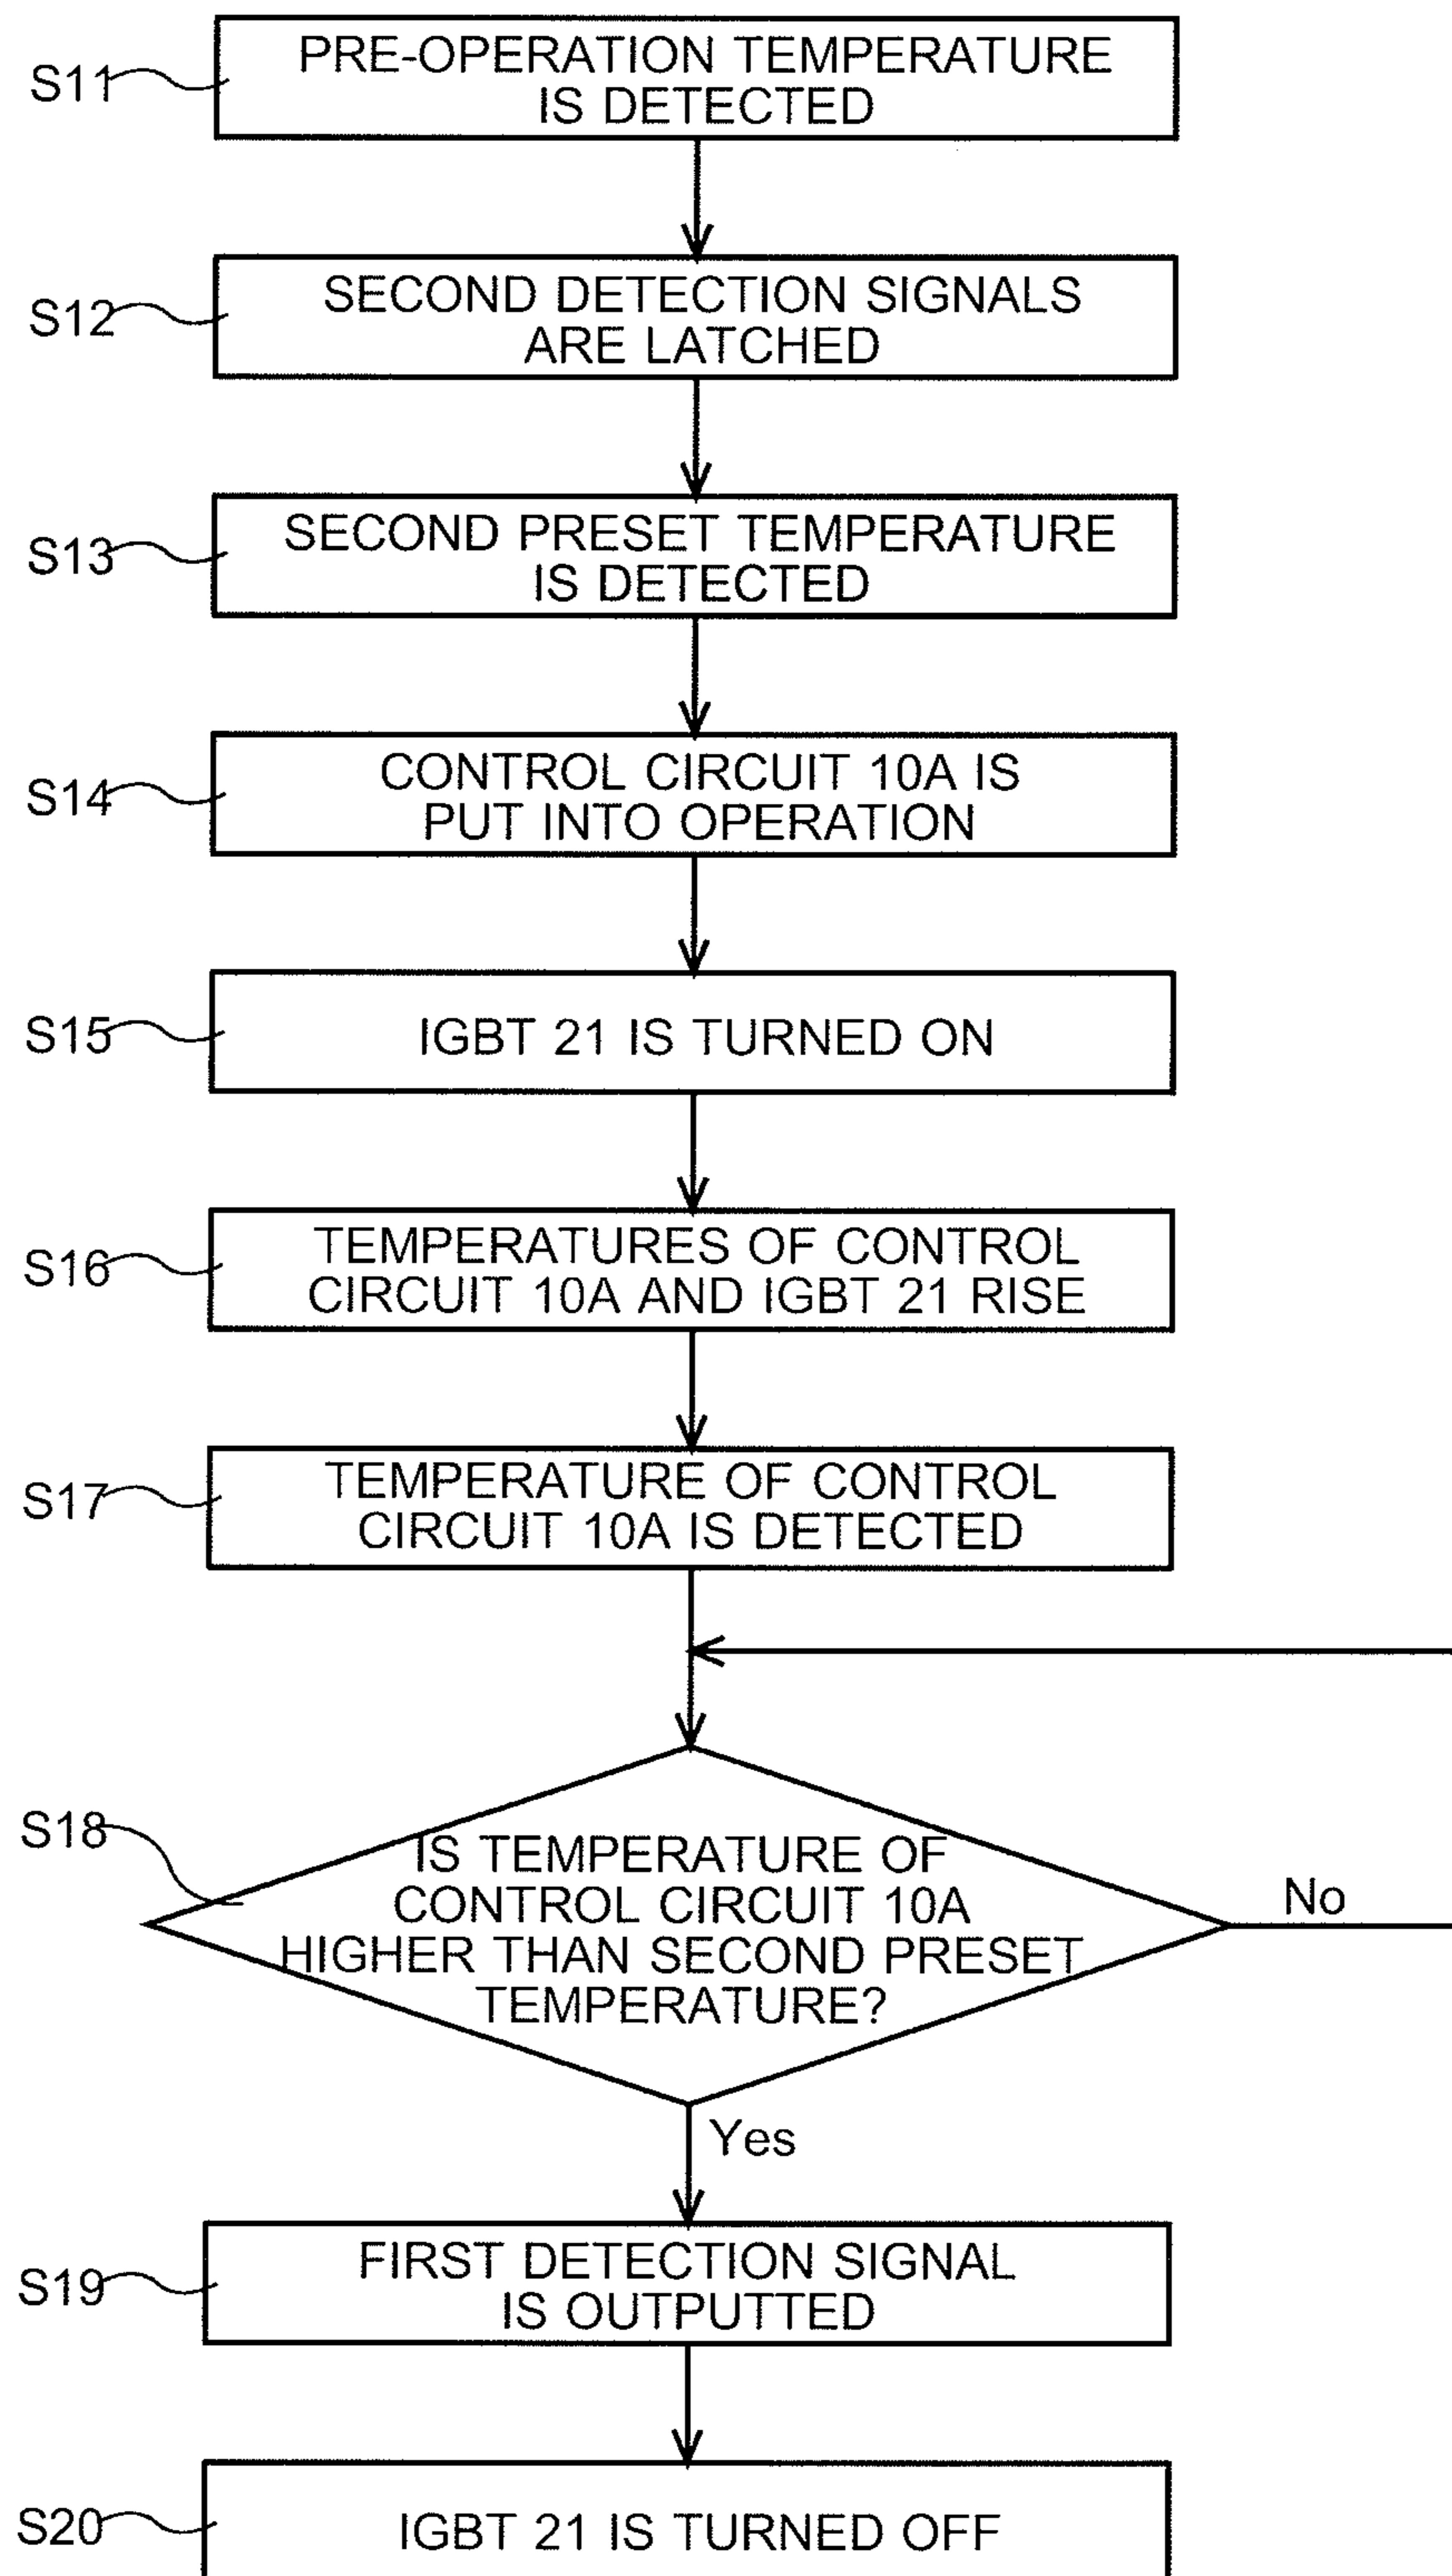 S11
PRE-OPERATION TEMPERATURE
IS DETECTED
S12
SECOND DETECTION SIGNALS
ARE LATCHED
S13
SECOND PRESET TEMPERATURE
IS DETECTED
S14
CONTROL CIRCUIT 10A IS
PUT INTO OPERATION
S15
IGBT 21 IS TURNED ON
S16
TEMPERATURES OF CONTROL
CIRCUIT 10A AND IGBT 21 RISE
S17
TEMPERATURE OF CONTROL
CIRCUIT 10A IS DETECTED
S18
IS TEMPERATURE OF
CONTROL CIRCUIT 10A
HIGHER THAN SECOND PRESET
TEMPERATURE?
No
Yes
S19
FIRST DETECTION SIGNAL
IS OUTPUTTED
S20
IGBT 21 IS TURNED OFF